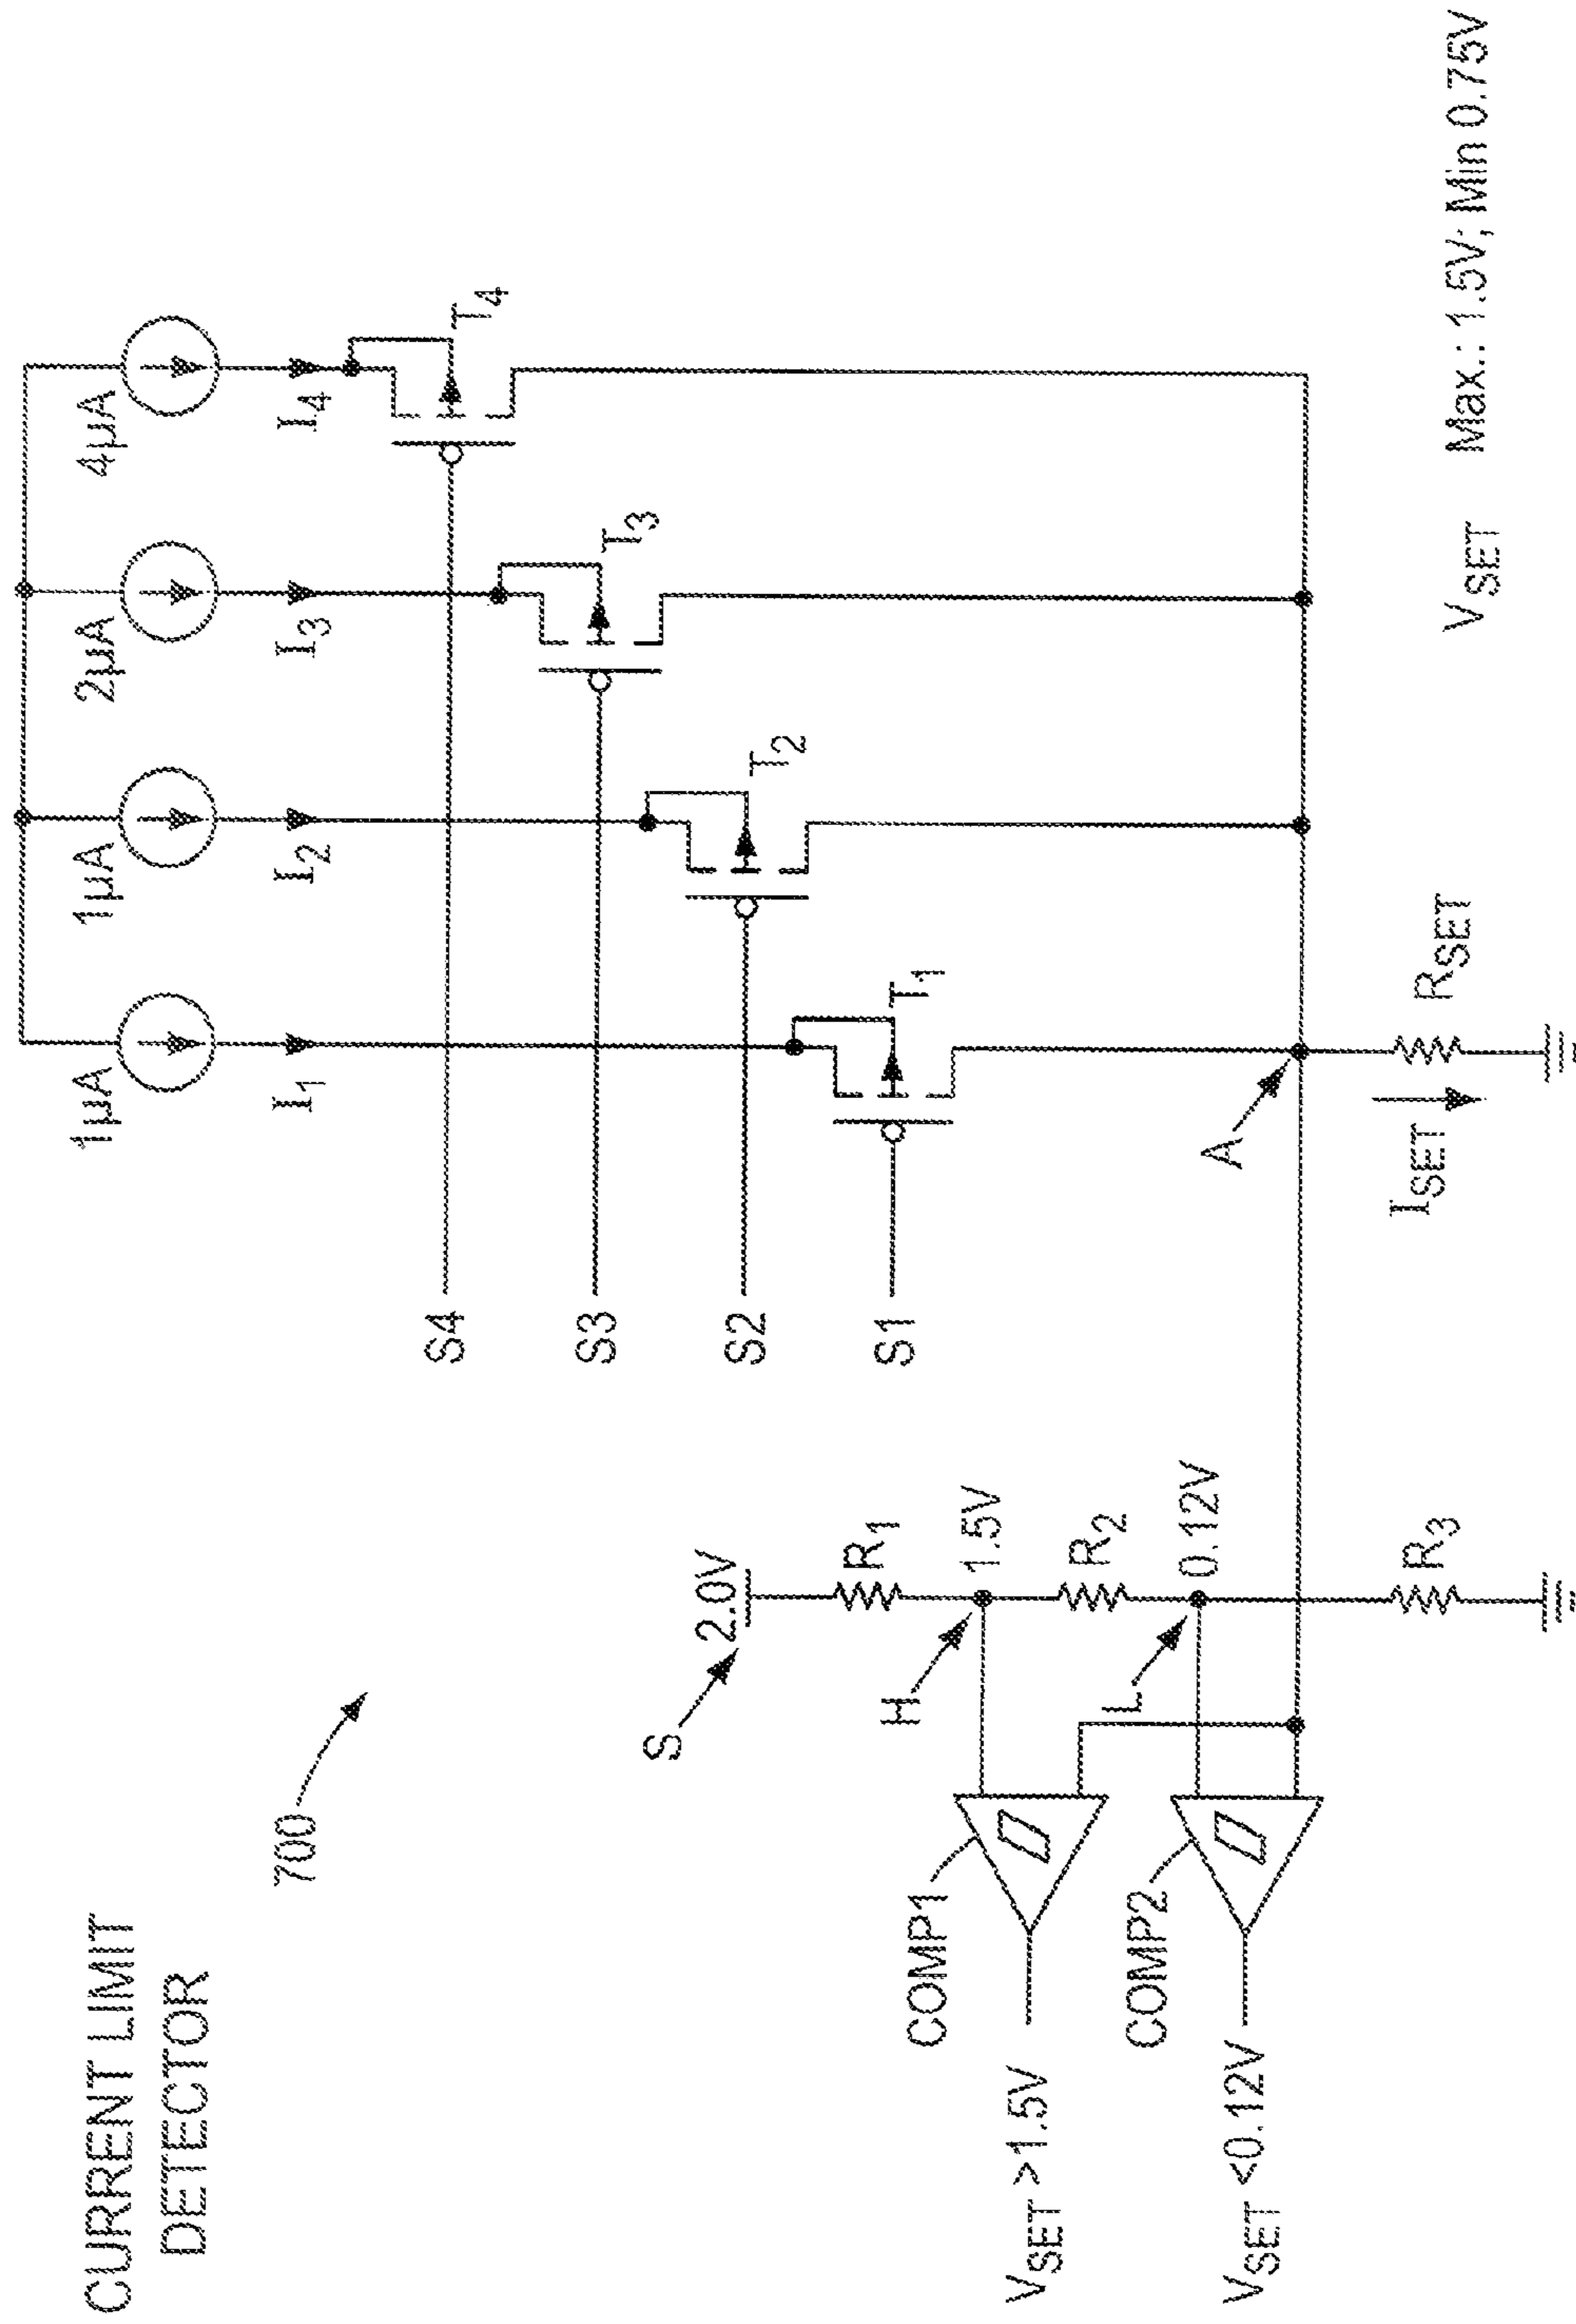 CURRENT LIMIT
DETECTOR
700
1μA
1μA
2μA
4μA
I1
I2
I3
I4
S4
T4
S3
T3
S2
T2
S1
T1
S
2.0V
R1
H
1.5V
COMP1
R2
VSET >1.5V
L
0.12V
COMP2
A
VSET <0.12V
R3
ISET
RSET
VSET Max.: 1.5V; Min 0.75V